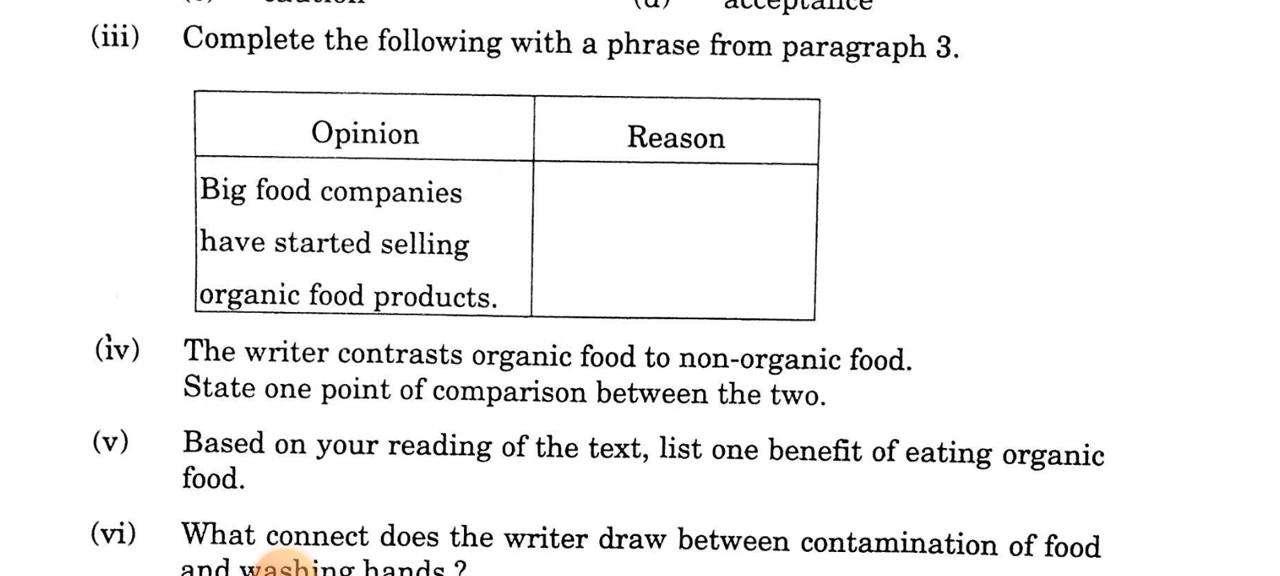 (d) acceptance
(iii) Complete the following with a phrase from paragraph 3.
Opinion Reason
Big food companies
have started selling
organic food products.
(iv) The writer contrasts organic food to non-organic food.
State one point of comparison between the two.
(v) Based on your reading of the text, list one benefit of eating organic
food.
(vi) What connect does the writer draw between contamination of food
and washing hands ?